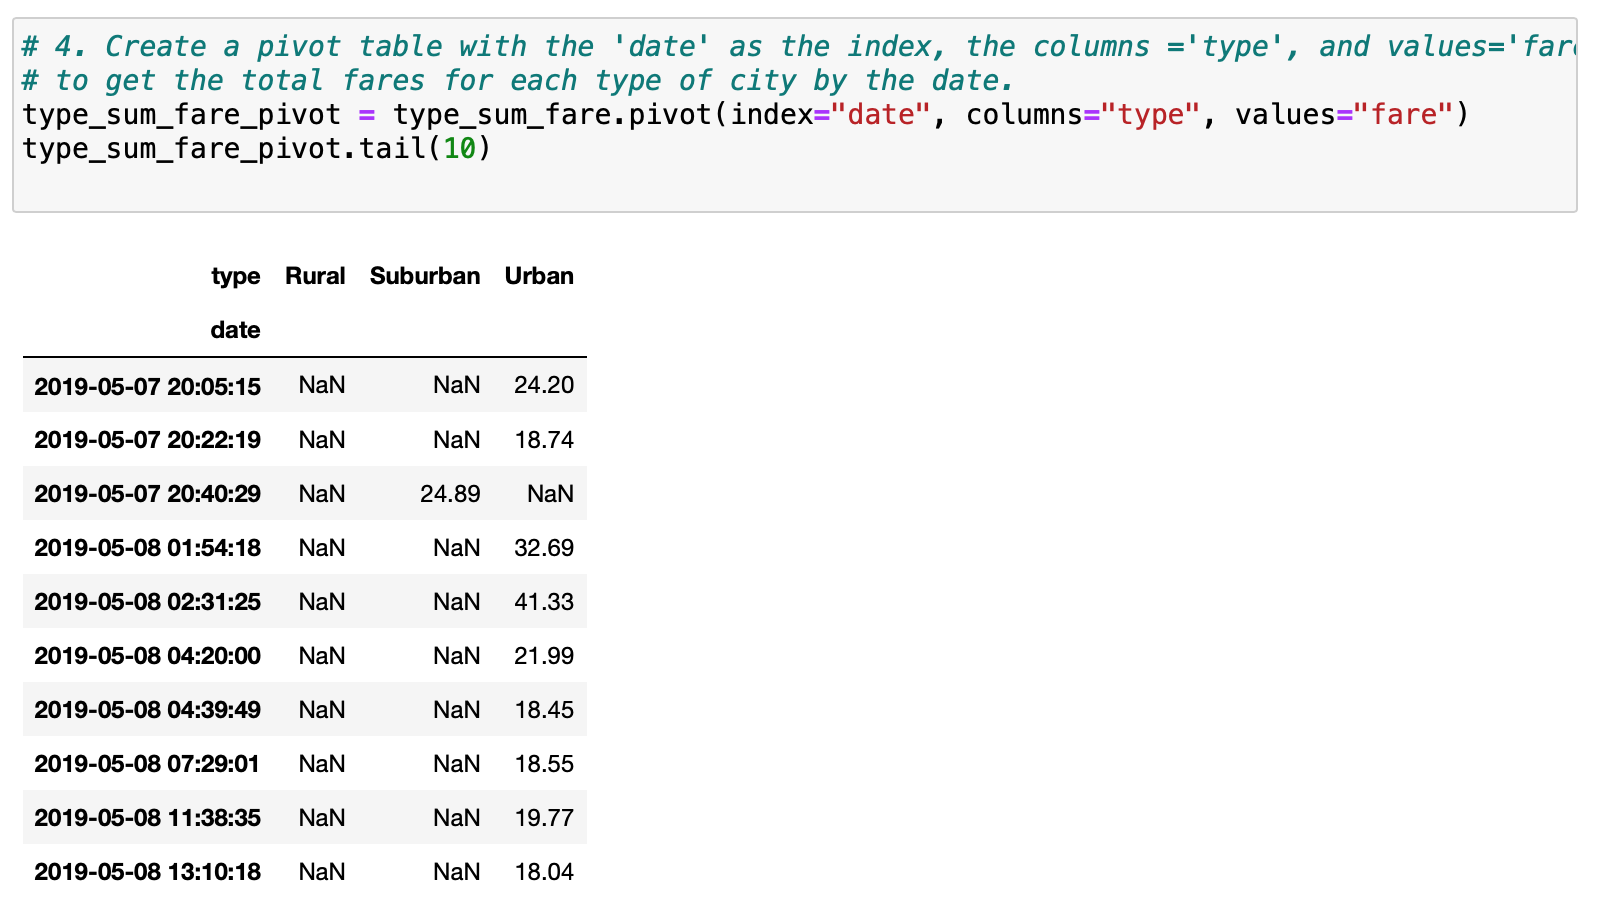 # 4. Create a pivot table with the 'date' as the index, the columns ='type', and values='fare
# to get the total fares for each type of city by the date.
type_sum_fare_pivot = type_sum_fare.pivot(index="date", columns="type", values="fare")
type_sum_fare_pivot.tail(10)
type Rural Suburban Urban
date
2019-05-07 20:05:15 NaN NaN 24.20
2019-05-07 20:22:19 NaN NaN 18.74
2019-05-07 20:40:29 NaN 24.89 NaN
2019-05-08 01:54:18 NaN NaN 32.69
2019-05-08 02:31:25 NaN NaN 41.33
2019-05-08 04:20:00 NaN NaN 21.99
2019-05-08 04:39:49 NaN NaN 18.45
2019-05-08 07:29:01 NaN NaN 18.55
2019-05-08 11:38:35 NaN NaN 19.77
2019-05-08 13:10:18 NaN NaN 18.04